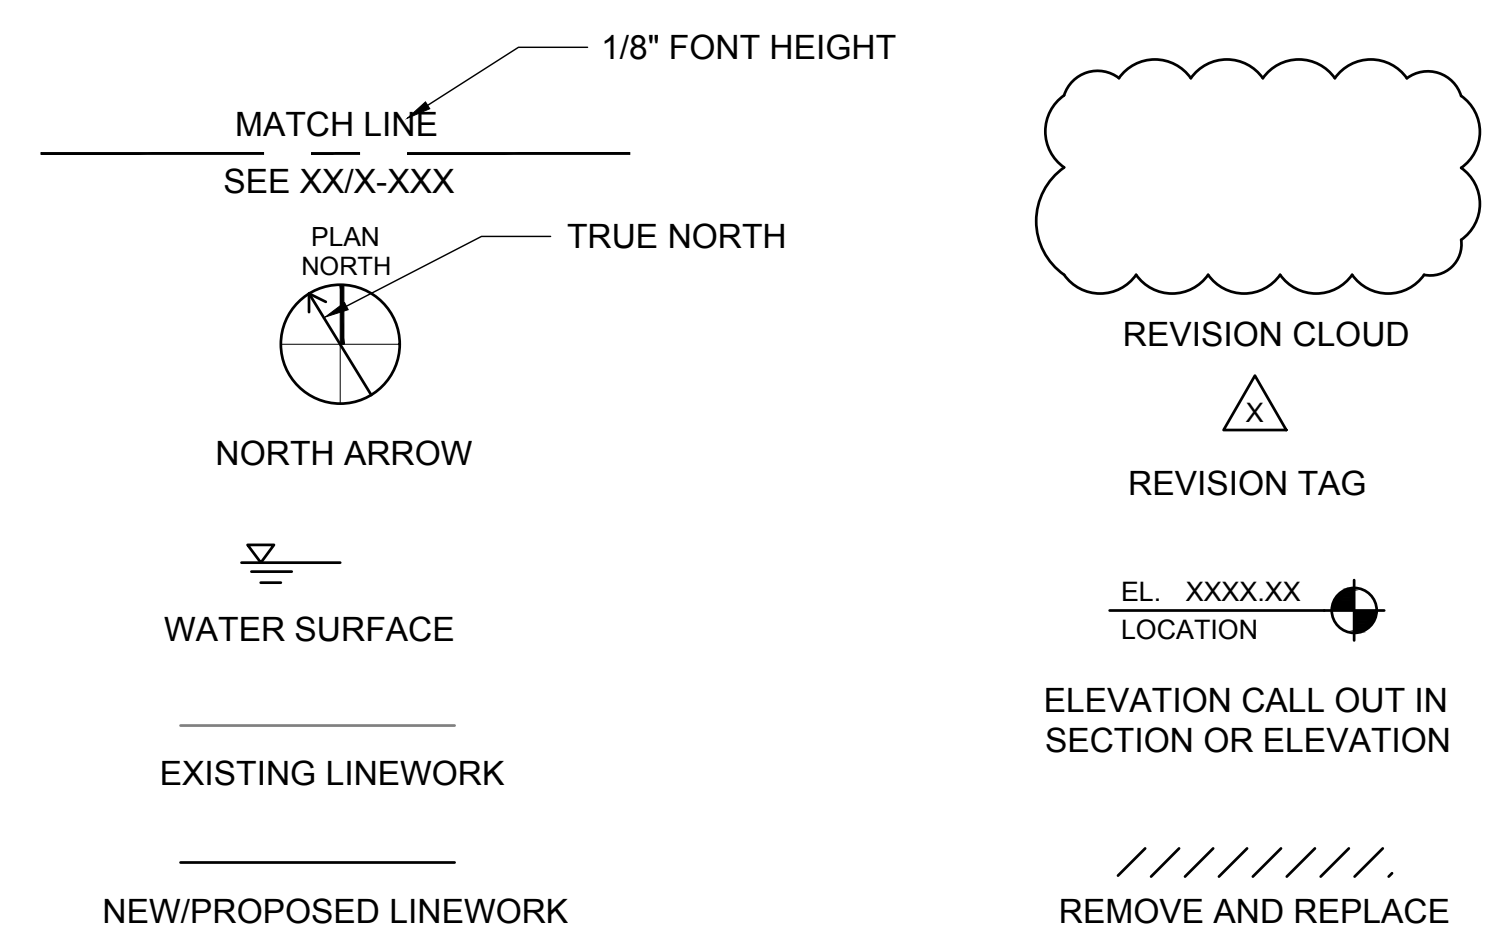 1/8" FONT HEIGHT
MATCH LINE
SEE XX/X-XXX
PLAN
NORTH
TRUE NORTH
NORTH ARROW
WATER SURFACE
EXISTING LINEWORK
NEW/PROPOSED LINEWORK
REVISION CLOUD
X
REVISION TAG
EL. XXXX.XX
LOCATION
ELEVATION CALL OUT IN
SECTION OR ELEVATION
REMOVE AND REPLACE